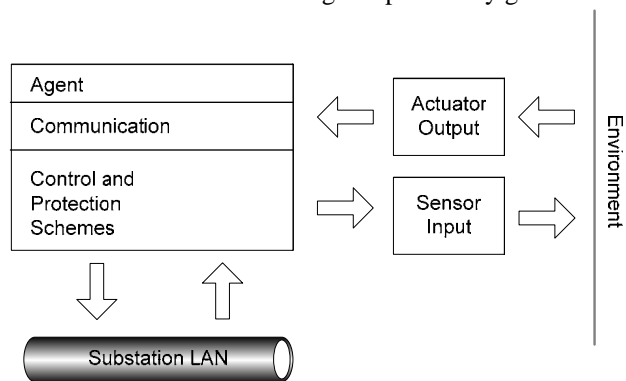 Agent
Communication
Control and
Protection
Schemes
Actuator
Output
Sensor
Input
Environment
Substation LAN